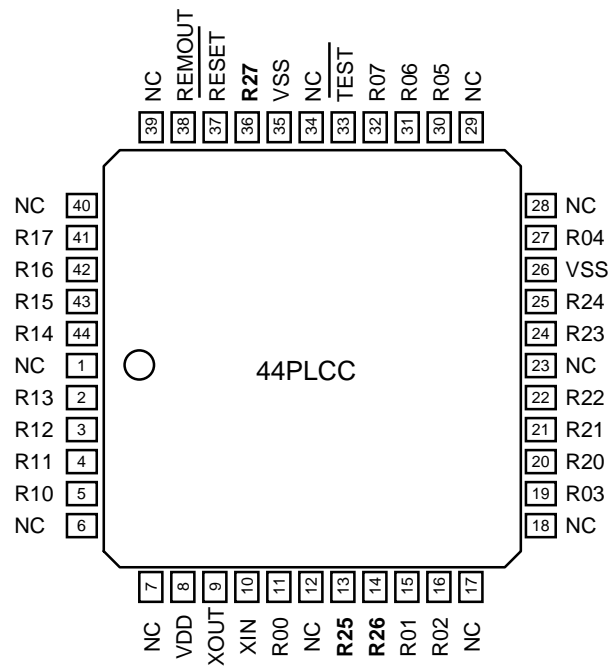 NC REMOUT RESET R27 VSS NC TEST R07 R06 R05 NC
39 38 37 36 35 34 33 32 31 30 29
NC 40 28 NC
R17 41 27 R04
R16 42 26 VSS
R15 43 25 R24
R14 44 24 R23
NC 1 44PLCC 23 NC
R13 2 22 R22
R12 3 21 R21
R11 4 20 R20
R10 5 19 R03
NC 6 18 NC
7 8 9 10 11 12 13 14 15 16 17
NC VDD XOUT XIN R00 NC R25 R26 R01 R02 NC